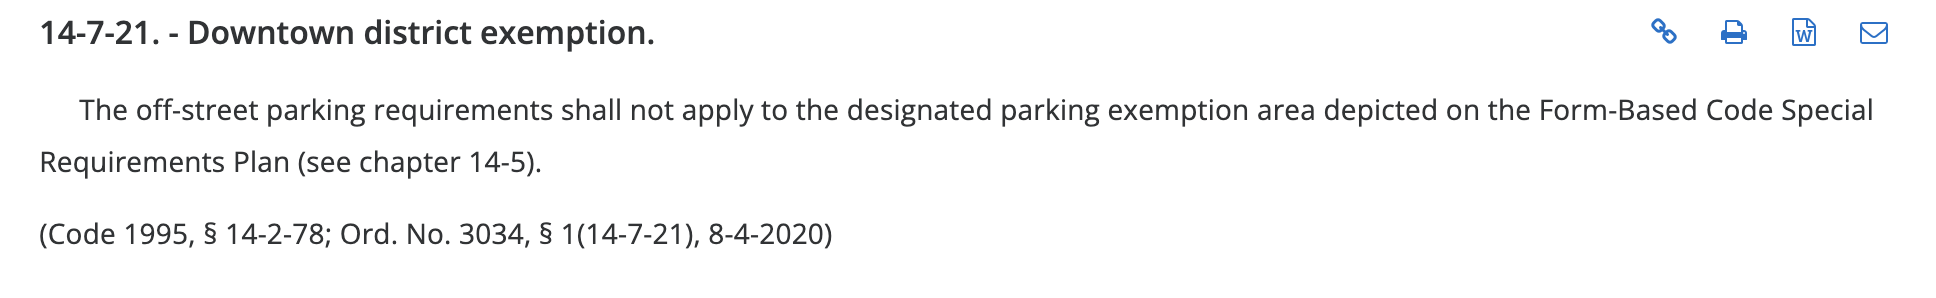 14-7-21. - Downtown district exemption.
The off-street parking requirements shall not apply to the designated parking exemption area depicted on the Form-Based Code Special
Requirements Plan (see chapter 14-5).
(Code 1995, § 14-2-78; Ord. No. 3034, § 1(14-7-21), 8-4-2020)